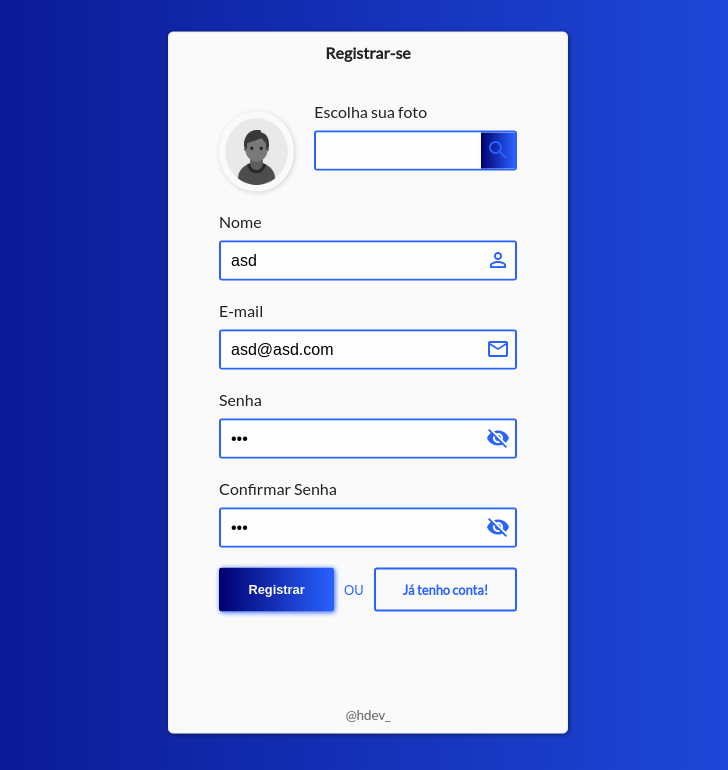 Registrar-se
Escolha sua foto
Nome
asd
E-mail
asd@asd.com
Senha
•••
Confirmar Senha
•••
Registrar OU Já tenho conta!
@hdev_